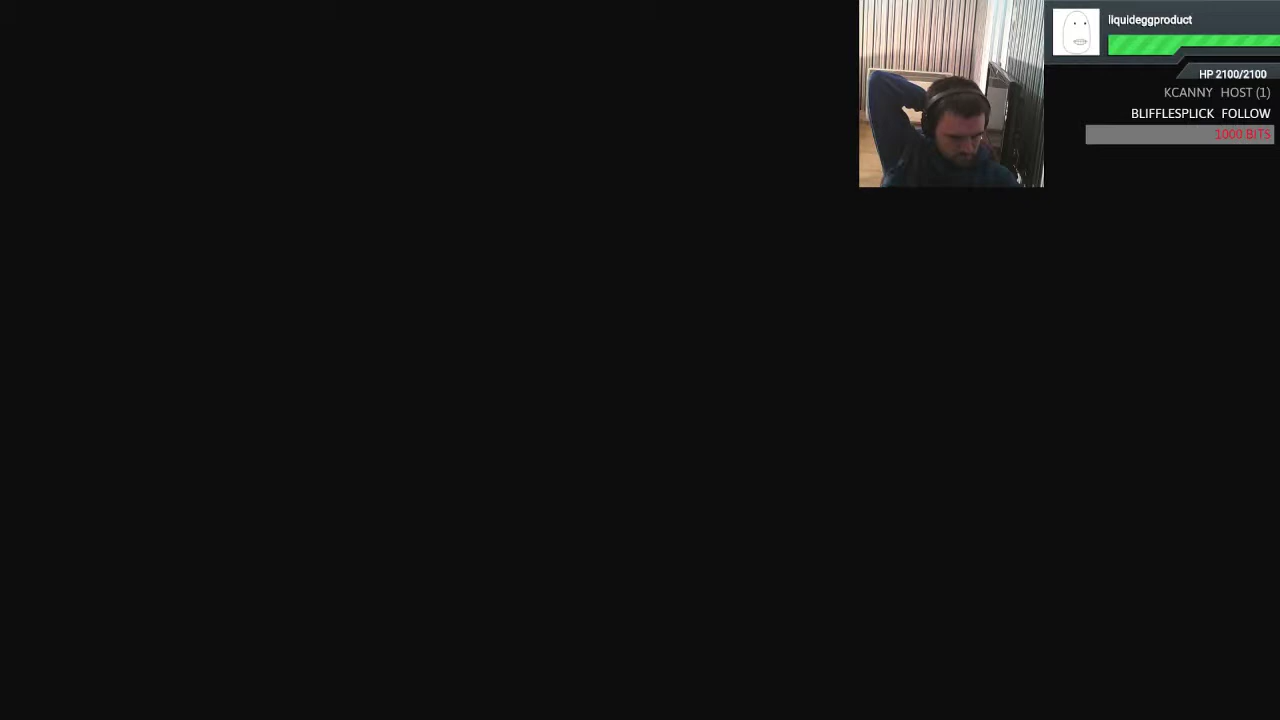 liquideggproduct
HP 2100/2100
KCANNY HOST (1)
BLIFFLESPLICK FOLLOW
1000 BITS